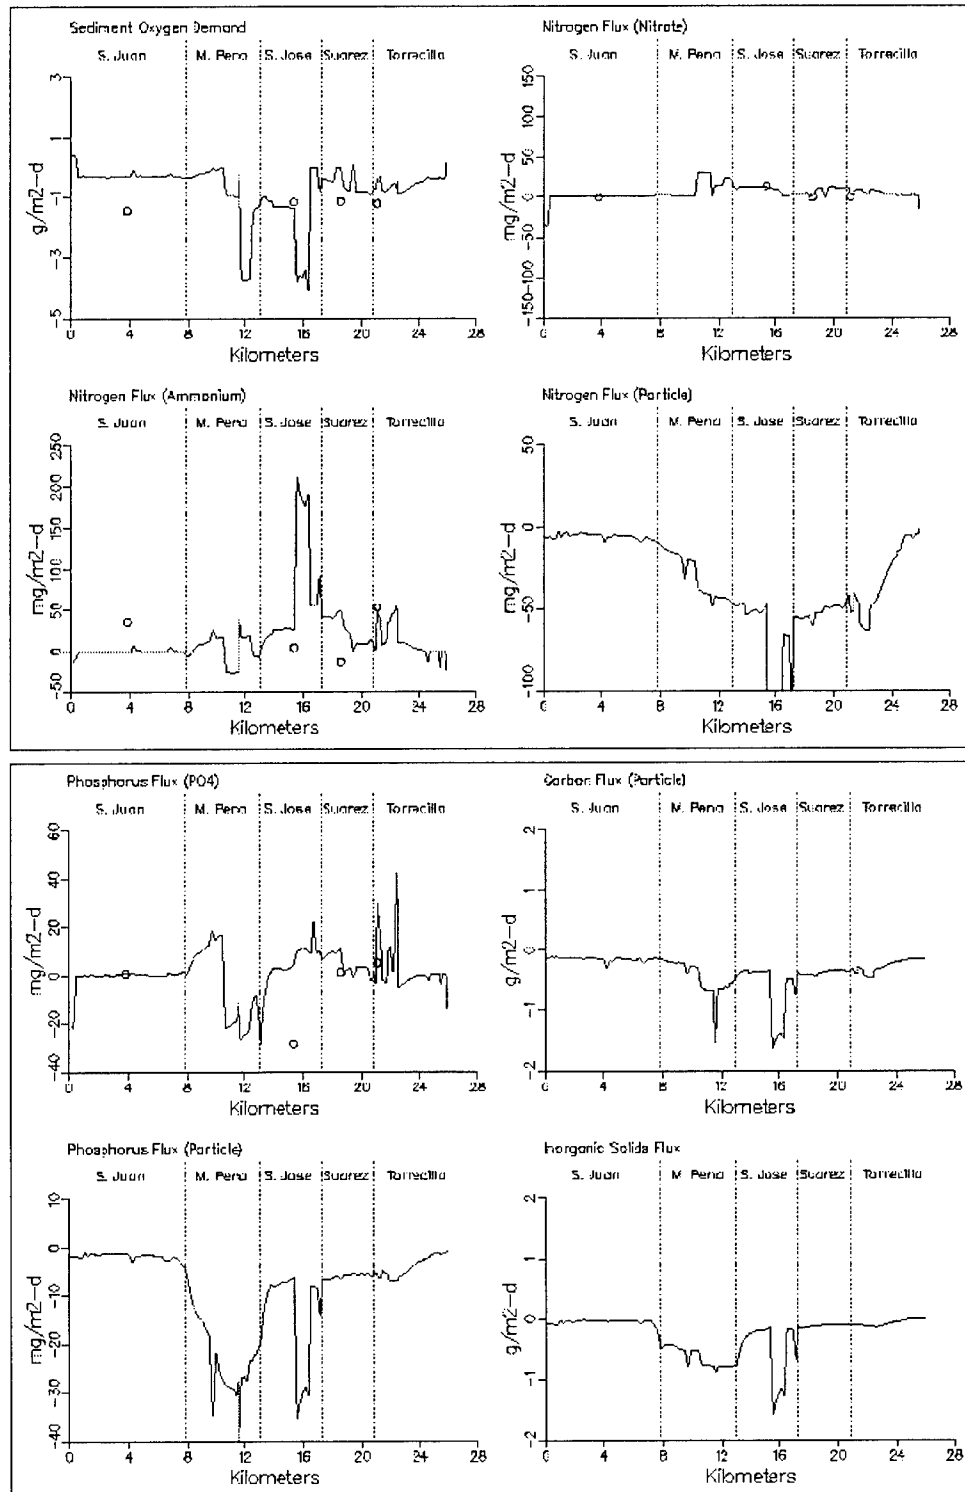 Sediment Oxygen Demand
S. Juan M. Pena S. Jose Suarez Torrecilla
g/m2-d
3
1
-1
-3
-5
0 4 8 12 16 20 24 28
Kilometers
Nitrogen Flux (Nitrate)
S. Juan M. Pena S. Jose Suarez Torrecilla
mg/m2-d
150
100
50
0
-50
-100
-150
0 4 8 12 16 20 24 28
Kilometers
Nitrogen Flux (Ammonium)
S. Juan M. Pena S. Jose Suarez Torrecilla
mg/m2-d
250
200
150
100
50
0
-50
0 4 8 12 16 20 24 28
Kilometers
Nitrogen Flux (Particle)
S. Juan M. Pena S. Jose Suarez Torrecilla
mg/m2-d
50
0
-50
-100
0 4 8 12 16 20 24 28
Kilometers
Phosphorus Flux (PO4)
S. Juan M. Pena S. Jose Suarez Torrecilla
mg/m2-d
60
40
20
0
-20
-40
0 4 8 12 16 20 24 28
Kilometers
Carbon Flux (Particle)
S. Juan M. Pena S. Jose Suarez Torrecilla
g/m2-d
2
1
-0
-1
-2
0 4 8 12 16 20 24 28
Kilometers
Phosphorus Flux (Particle)
S. Juan M. Pena S. Jose Suarez Torrecilla
mg/m2-d
10
0
-10
-20
-30
-40
0 4 8 12 16 20 24 28
Kilometers
Inorganic Solids Flux
S. Juan M. Pena S. Jose Suarez Torrecilla
g/m2-d
2
1
-0
-1
-2
0 4 8 12 16 20 24 28
Kilometers